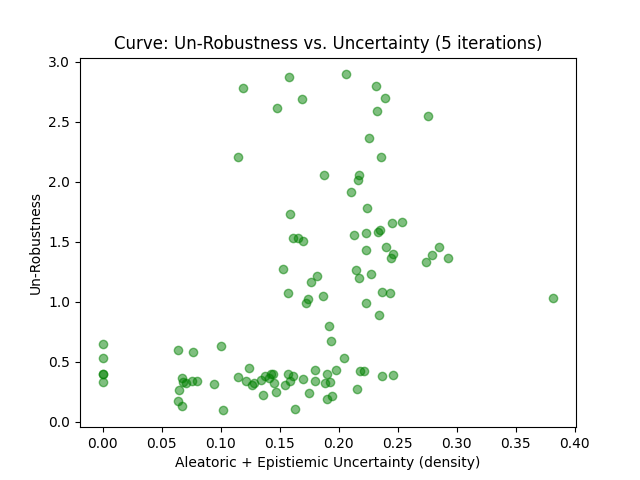 Curve: Un-Robustness vs. Uncertainty (5 iterations)
3.0
2.5
2.0
1.5
1.0
0.5
0.0
Un-Robustness
0.00 0.05 0.10 0.15 0.20 0.25 0.30 0.35 0.40
Aleatoric + Epistiemic Uncertainty (density)